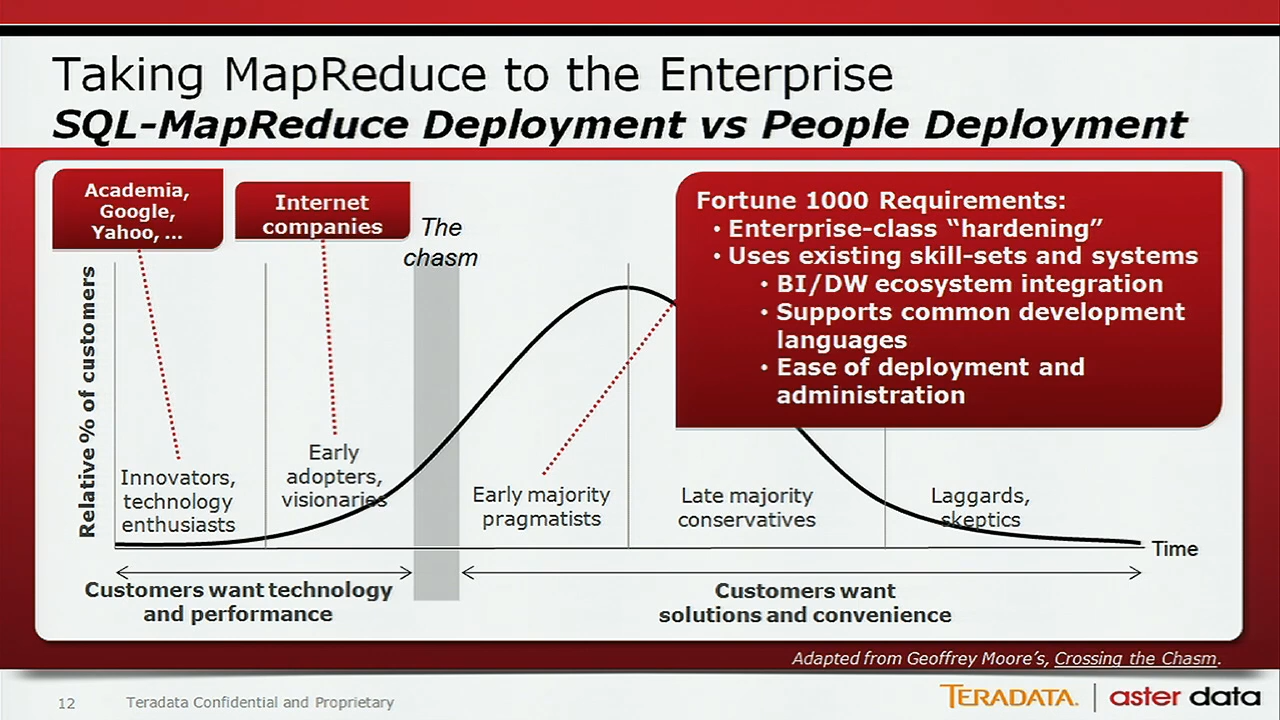 Taking MapReduce to the Enterprise
SQL-MapReduce Deployment vs People Deployment
Academia,
Google,
Yahoo, ...
Internet
companies
The
chasm
Fortune 1000 Requirements:
• Enterprise-class “hardening”
• Uses existing skill-sets and systems
• BI/DW ecosystem integration
• Supports common development
languages
• Ease of deployment and
administration
Relative % of customers
Innovators,
technology
enthusiasts
Early
adopters,
visionaries
Early majority
pragmatists
Late majority
conservatives
Laggards,
skeptics
Time
Customers want technology
and performance
Customers want
solutions and convenience
Adapted from Geoffrey Moore’s, Crossing the Chasm.
12
Teradata Confidential and Proprietary
TERADATA. | aster data